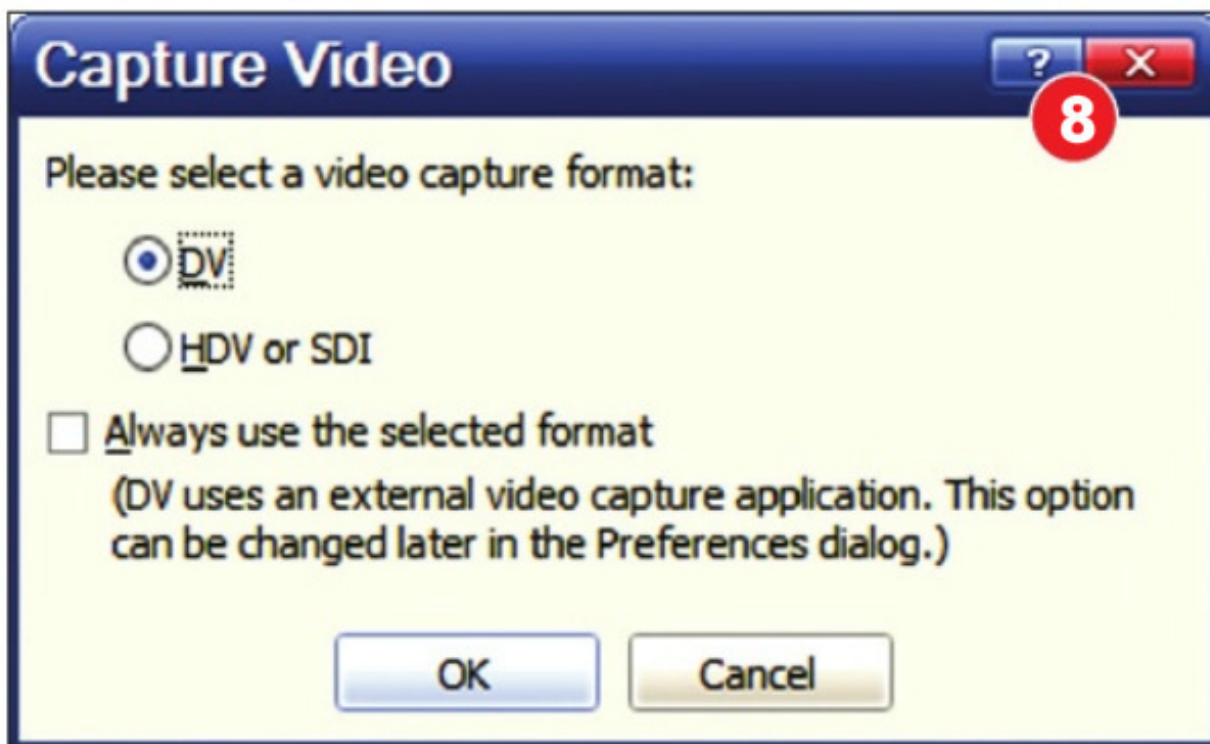 Capture Video
?
X
8
Please select a video capture format:
DV
HDV or SDI
Always use the selected format
(DV uses an external video capture application. This option
can be changed later in the Preferences dialog.)
OK
Cancel